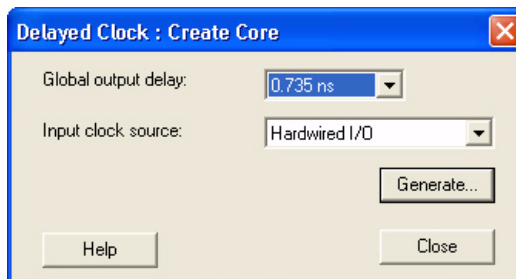 Delayed Clock : Create Core
Global output delay: 0.735 ns
Input clock source: Hardwired I/O
Generate...
Help Close